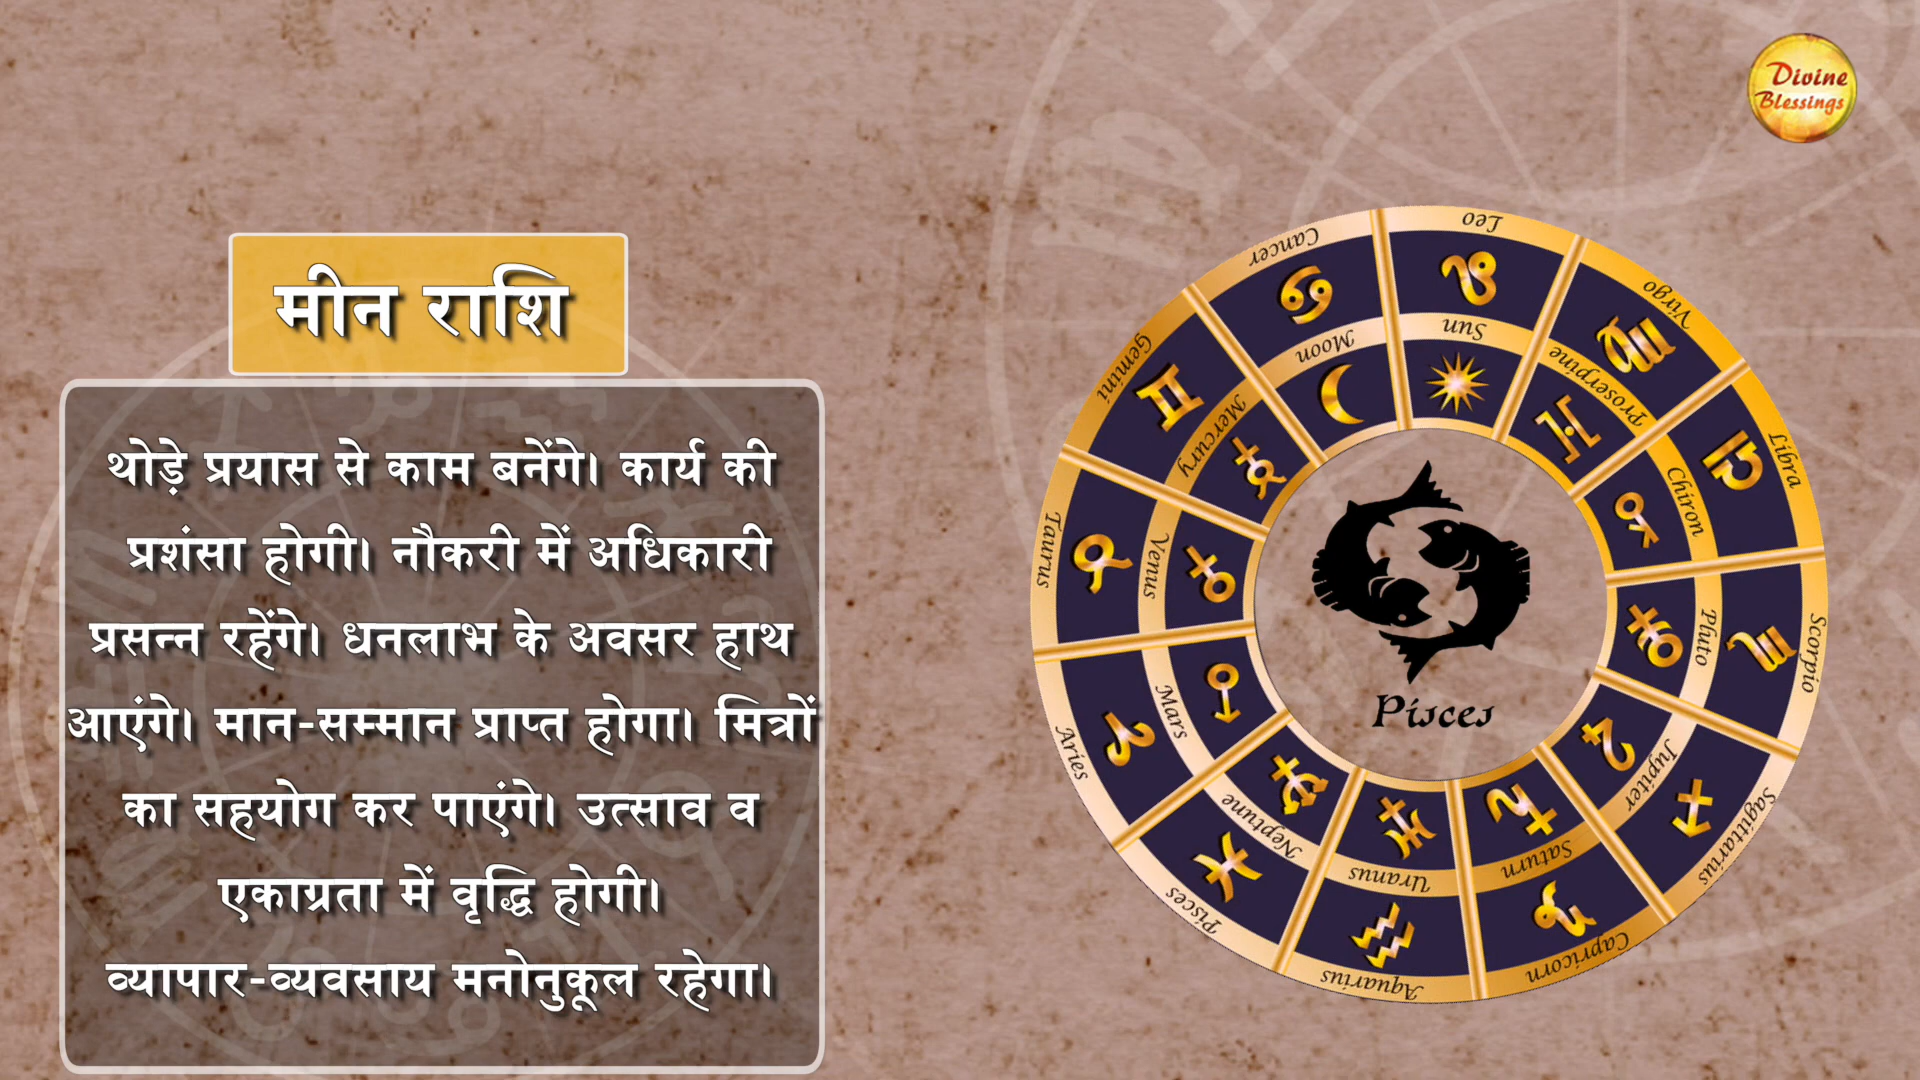 Divine
Blessings
मीन राशि
थोड़े प्रयास से काम बनेंगे। कार्य की
प्रशंसा होगी। नौकरी में अधिकारी
प्रसन्न रहेंगे। धनलाभ के अवसर हाथ
आएंगे। मान-सम्मान प्राप्त होगा। मित्रों
का सहयोग कर पाएंगे। उत्साव व
एकाग्रता में वृद्धि होगी।
व्यापार-व्यवसाय मनोनुकूल रहेगा।
Leo
Virgo
Libra
Scorpio
Sagittarius
Capricorn
Aquarius
Pisces
Aries
Taurus
Geminii
Cancer
Sun
Proserpine
Chiron
Pluto
Jupiter
Saturn
Uranus
Neptune
Mars
Venus
Mercury
Moon
Pisces